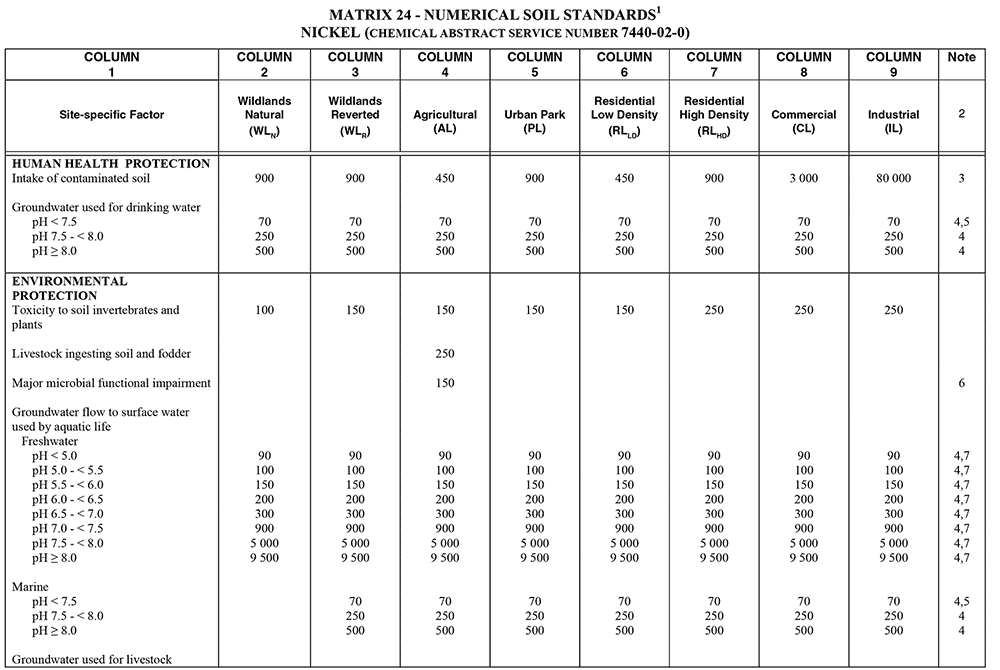 MATRIX 24 - NUMERICAL SOIL STANDARDS1
NICKEL (CHEMICAL ABSTRACT SERVICE NUMBER 7440-02-0)
COLUMN 1 COLUMN 2 COLUMN 3 COLUMN 4 COLUMN 5 COLUMN 6 COLUMN 7 COLUMN 8 COLUMN 9 Note
Site-specific Factor Wildlands Natural (WLN) Wildlands Reverted (WLR) Agricultural (AL) Urban Park (PL) Residential Low Density (RLLD) Residential High Density (RLHD) Commercial (CL) Industrial (IL) 2
HUMAN HEALTH PROTECTION
Intake of contaminated soil 900 900 450 900 450 900 3 000 80 000 3
Groundwater used for drinking water
pH < 7.5 70 70 70 70 70 70 70 70 4,5
pH 7.5 - < 8.0 250 250 250 250 250 250 250 250 4
pH ≥ 8.0 500 500 500 500 500 500 500 500 4
ENVIRONMENTAL
PROTECTION
Toxicity to soil invertebrates and 100 150 150 150 150 250 250 250
plants
Livestock ingesting soil and fodder 250
Major microbial functional impairment 150 6
Groundwater flow to surface water
used by aquatic life
Freshwater
pH < 5.0 90 90 90 90 90 90 90 90 4,7
pH 5.0 - < 5.5 100 100 100 100 100 100 100 100 4,7
pH 5.5 - < 6.0 150 150 150 150 150 150 150 150 4,7
pH 6.0 - < 6.5 200 200 200 200 200 200 200 200 4,7
pH 6.5 - < 7.0 300 300 300 300 300 300 300 300 4,7
pH 7.0 - < 7.5 900 900 900 900 900 900 900 900 4,7
pH 7.5 - < 8.0 5 000 5 000 5 000 5 000 5 000 5 000 5 000 5 000 4,7
pH ≥ 8.0 9 500 9 500 9 500 9 500 9 500 9 500 9 500 9 500 4,7
Marine
pH < 7.5 70 70 70 70 70 70 70 4,5
pH 7.5 - < 8.0 250 250 250 250 250 250 250 4
pH ≥ 8.0 500 500 500 500 500 500 500 4
Groundwater used for livestock